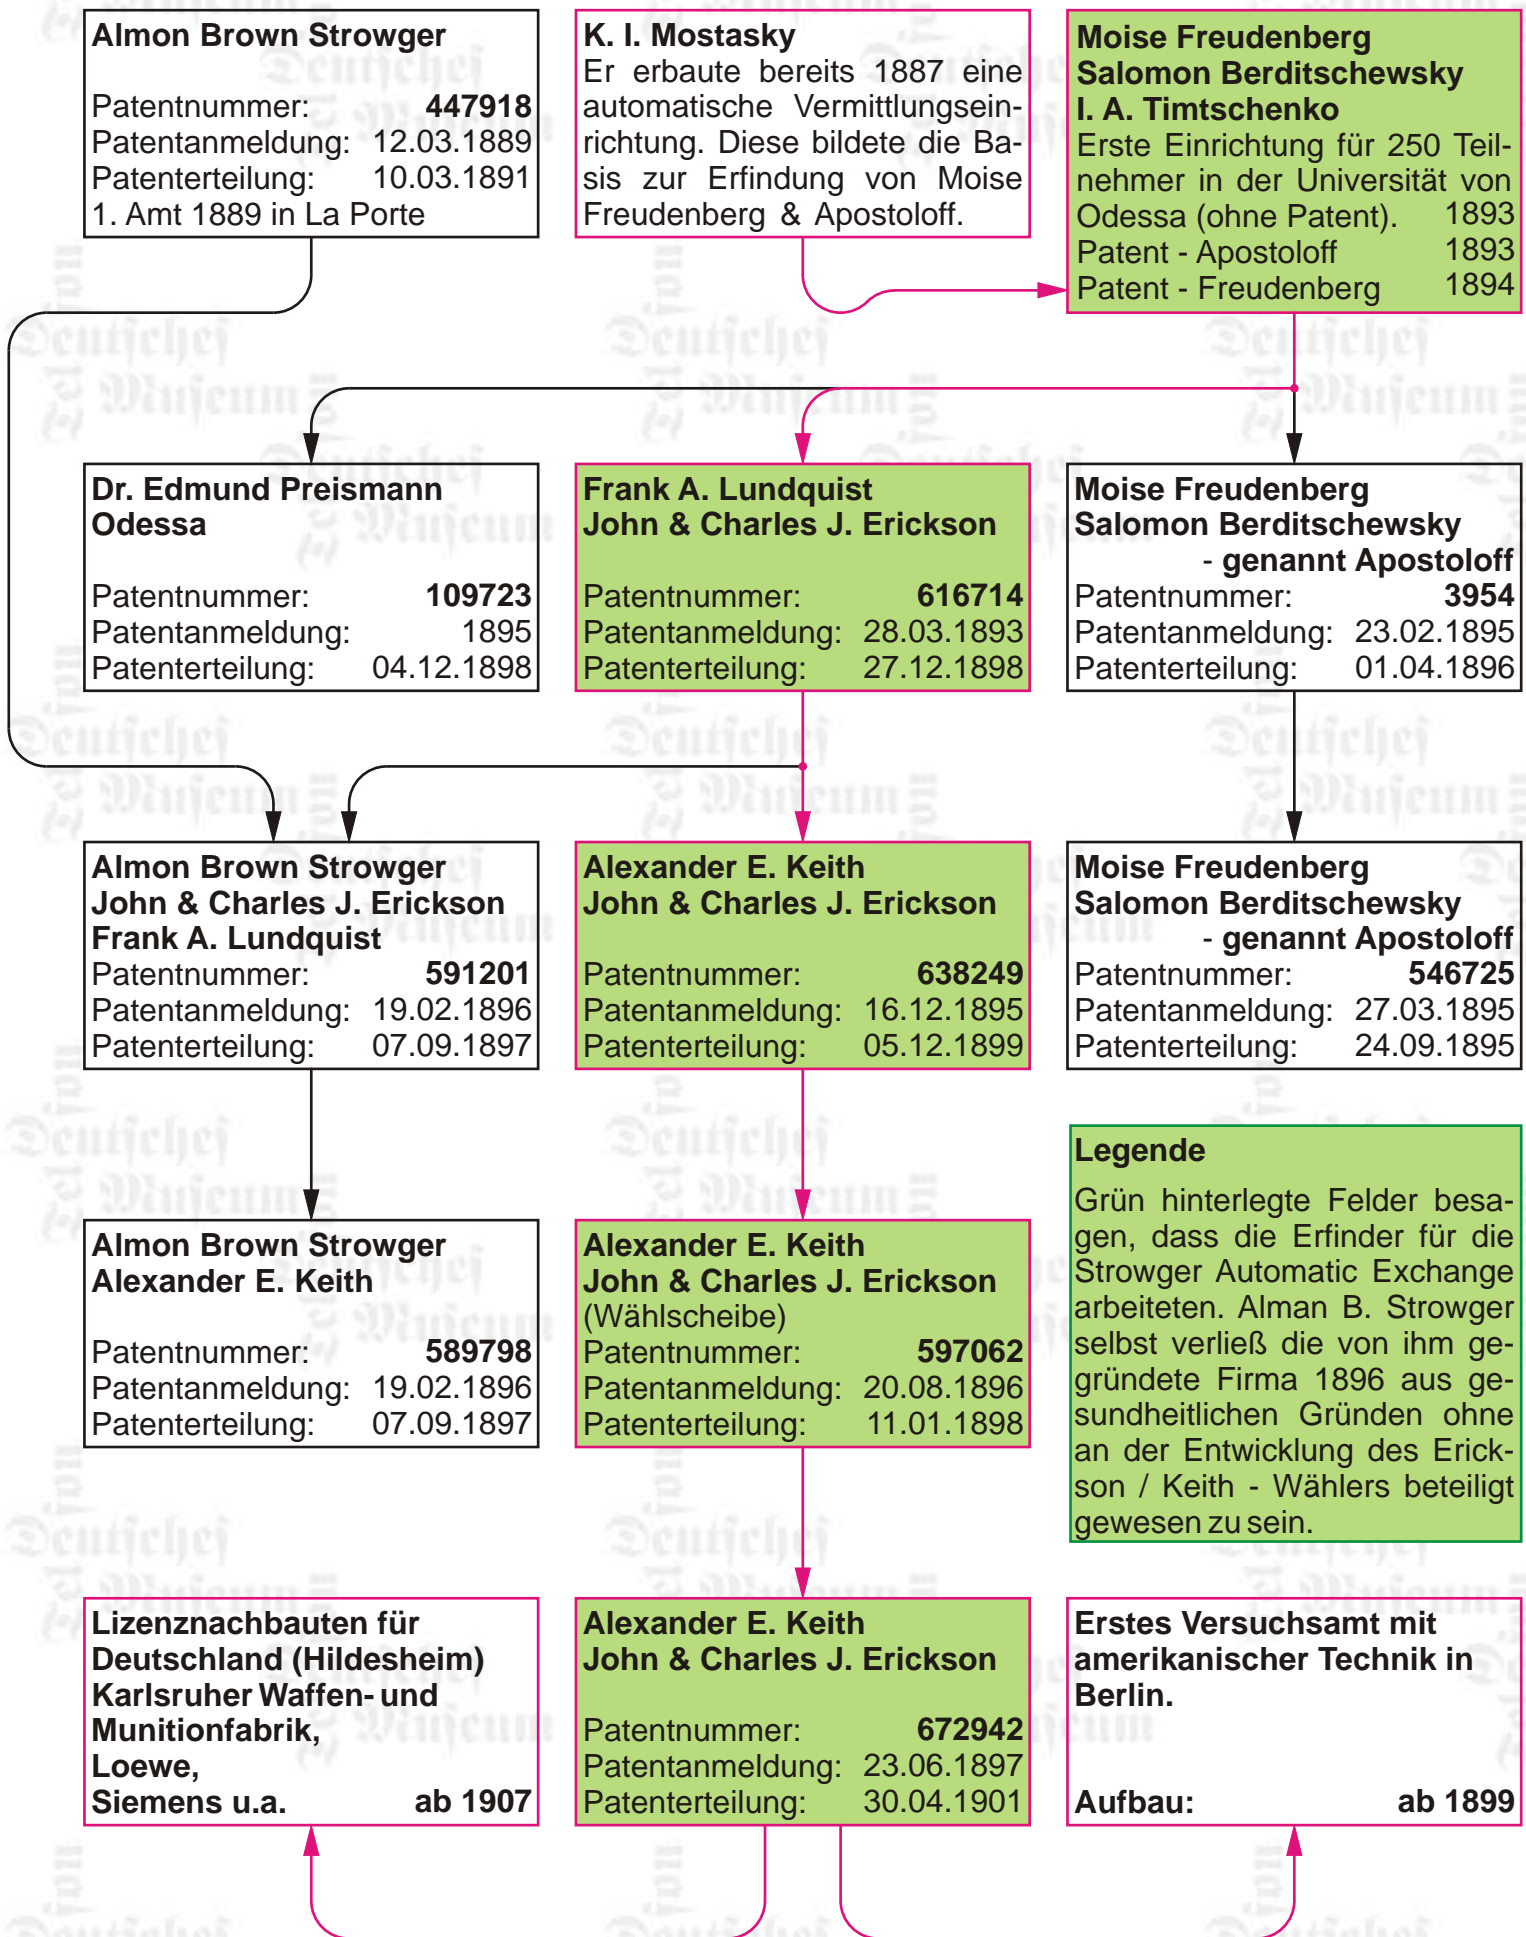 Almon Brown Strowger
Patentnummer: 447918
Patentanmeldung: 12.03.1889
Patenterteilung: 10.03.1891
1. Amt 1889 in La Porte
K. I. Mostasky
Er erbaute bereits 1887 eine
automatische Vermittlungsein-
richtung. Diese bildete die Ba-
sis zur Erfindung von Moise
Freudenberg & Apostoloff.
Moise Freudenberg
Salomon Berditschewsky
I. A. Timtschenko
Erste Einrichtung für 250 Teil-
nehmer in der Universität von
Odessa (ohne Patent). 1893
Patent - Apostoloff 1893
Patent - Freudenberg 1894
Dr. Edmund Preismann
Odessa
Patentnummer: 109723
Patentanmeldung: 1895
Patenterteilung: 04.12.1898
Frank A. Lundquist
John & Charles J. Erickson
Patentnummer: 616714
Patentanmeldung: 28.03.1893
Patenterteilung: 27.12.1898
Moise Freudenberg
Salomon Berditschewsky
- genannt Apostoloff
Patentnummer: 3954
Patentanmeldung: 23.02.1895
Patenterteilung: 01.04.1896
Almon Brown Strowger
John & Charles J. Erickson
Frank A. Lundquist
Patentnummer: 591201
Patentanmeldung: 19.02.1896
Patenterteilung: 07.09.1897
Alexander E. Keith
John & Charles J. Erickson
Patentnummer: 638249
Patentanmeldung: 16.12.1895
Patenterteilung: 05.12.1899
Moise Freudenberg
Salomon Berditschewsky
- genannt Apostoloff
Patentnummer: 546725
Patentanmeldung: 27.03.1895
Patenterteilung: 24.09.1895
Almon Brown Strowger
Alexander E. Keith
Patentnummer: 589798
Patentanmeldung: 19.02.1896
Patenterteilung: 07.09.1897
Alexander E. Keith
John & Charles J. Erickson
(Wählscheibe)
Patentnummer: 597062
Patentanmeldung: 20.08.1896
Patenterteilung: 11.01.1898
Legende
Grün hinterlegte Felder besa-
gen, dass die Erfinder für die
Strowger Automatic Exchange
arbeiteten. Alman B. Strowger
selbst verließ die von ihm ge-
gründete Firma 1896 aus ge-
sundheitlichen Gründen ohne
an der Entwicklung des Erick-
son / Keith - Wählers beteiligt
gewesen zu sein.
Lizenznachbauten für
Deutschland (Hildesheim)
Karlsruher Waffen- und
Munitionfabrik,
Loewe,
Siemens u.a. ab 1907
Alexander E. Keith
John & Charles J. Erickson
Patentnummer: 672942
Patentanmeldung: 23.06.1897
Patenterteilung: 30.04.1901
Erstes Versuchsamt mit
amerikanischer Technik in
Berlin.
Aufbau: ab 1899